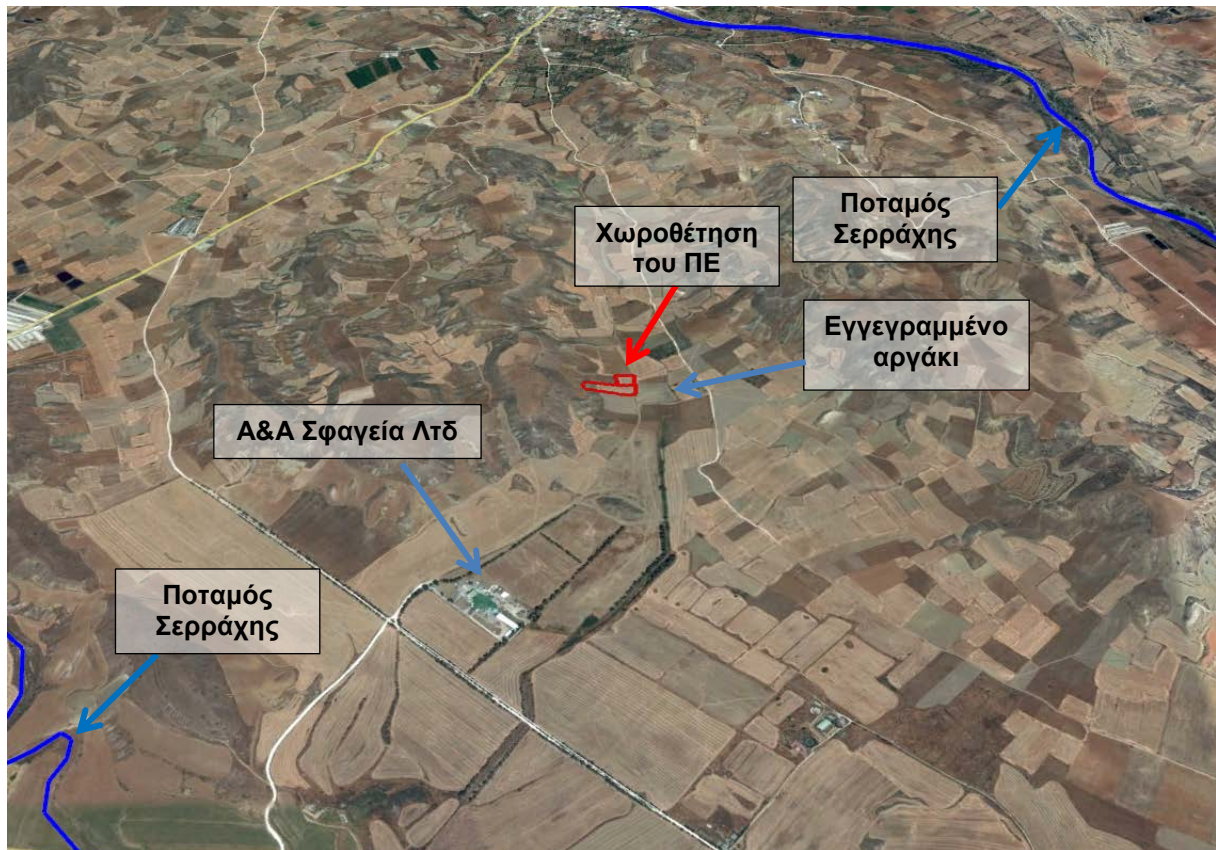 Ποταμός
Σερράχης
Χωροθέτηση
του ΠΕ
Εγγεγραμμένο
αργάκι
Α&Α Σφαγεία Λτδ
Ποταμός
Σερράχης